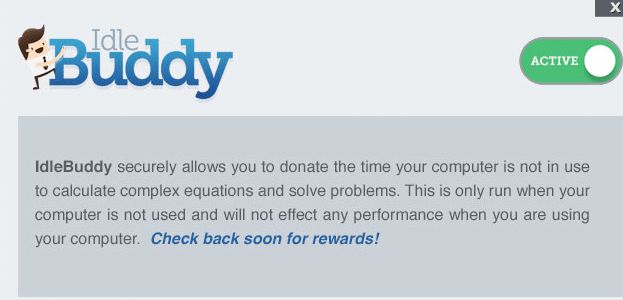 X
Idle
Buddy
ACTIVE
IdleBuddy securely allows you to donate the time your computer is not in use
to calculate complex equations and solve problems. This is only run when your
computer is not used and will not effect any performance when you are using
your computer. Check back soon for rewards!